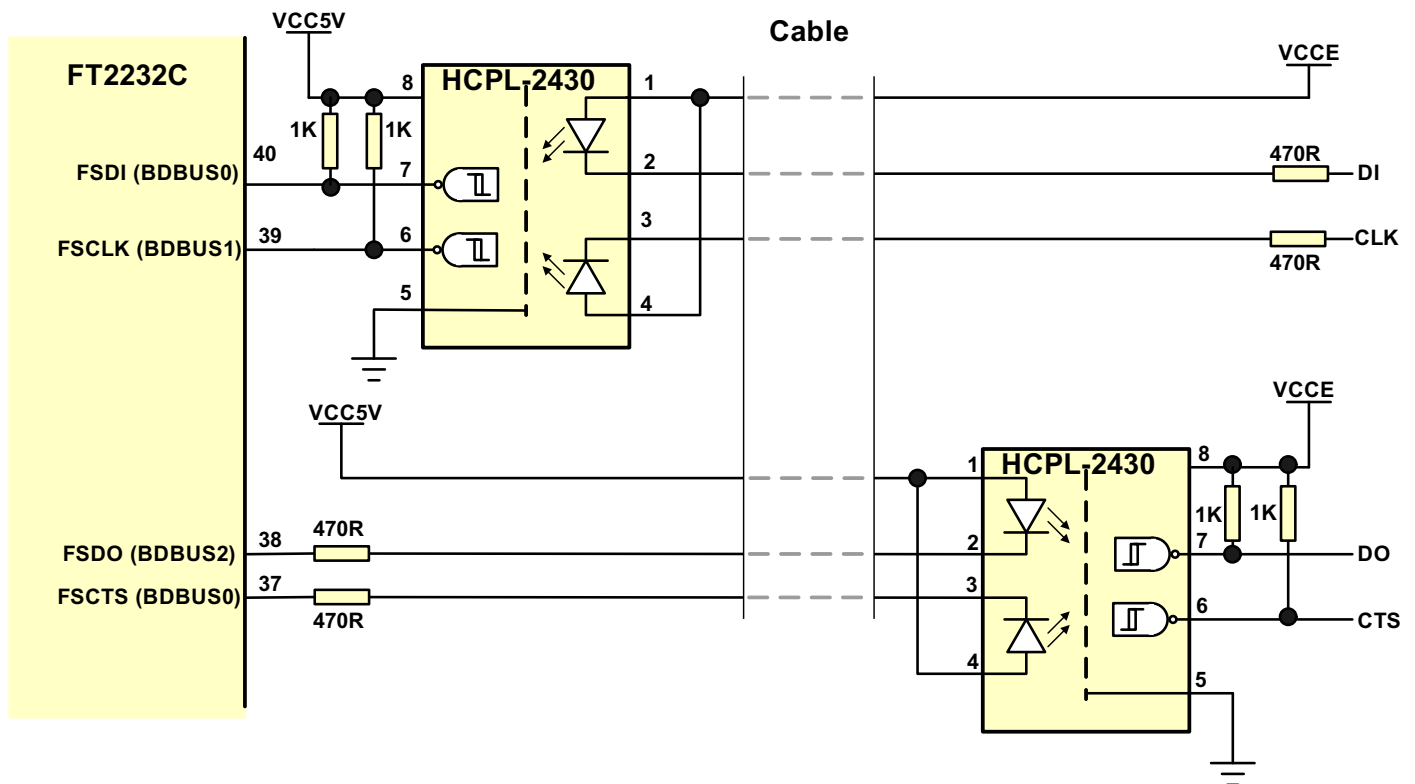 VCC5V
Cable
VCCE
FT2232C
8
HCPL-2430
1
1K
1K
40
FSDI (BDBUS0)
7
2
470R
DI
3
FSCLK (BDBUS1)
39
6
CLK
470R
5
4
VCC5V
VCCE
1
HCPL-2430
8
1K
1K
470R
FSDO (BDBUS2)
38
2
7
DO
FSCTS (BDBUS0)
37
470R
3
6
CTS
4
5